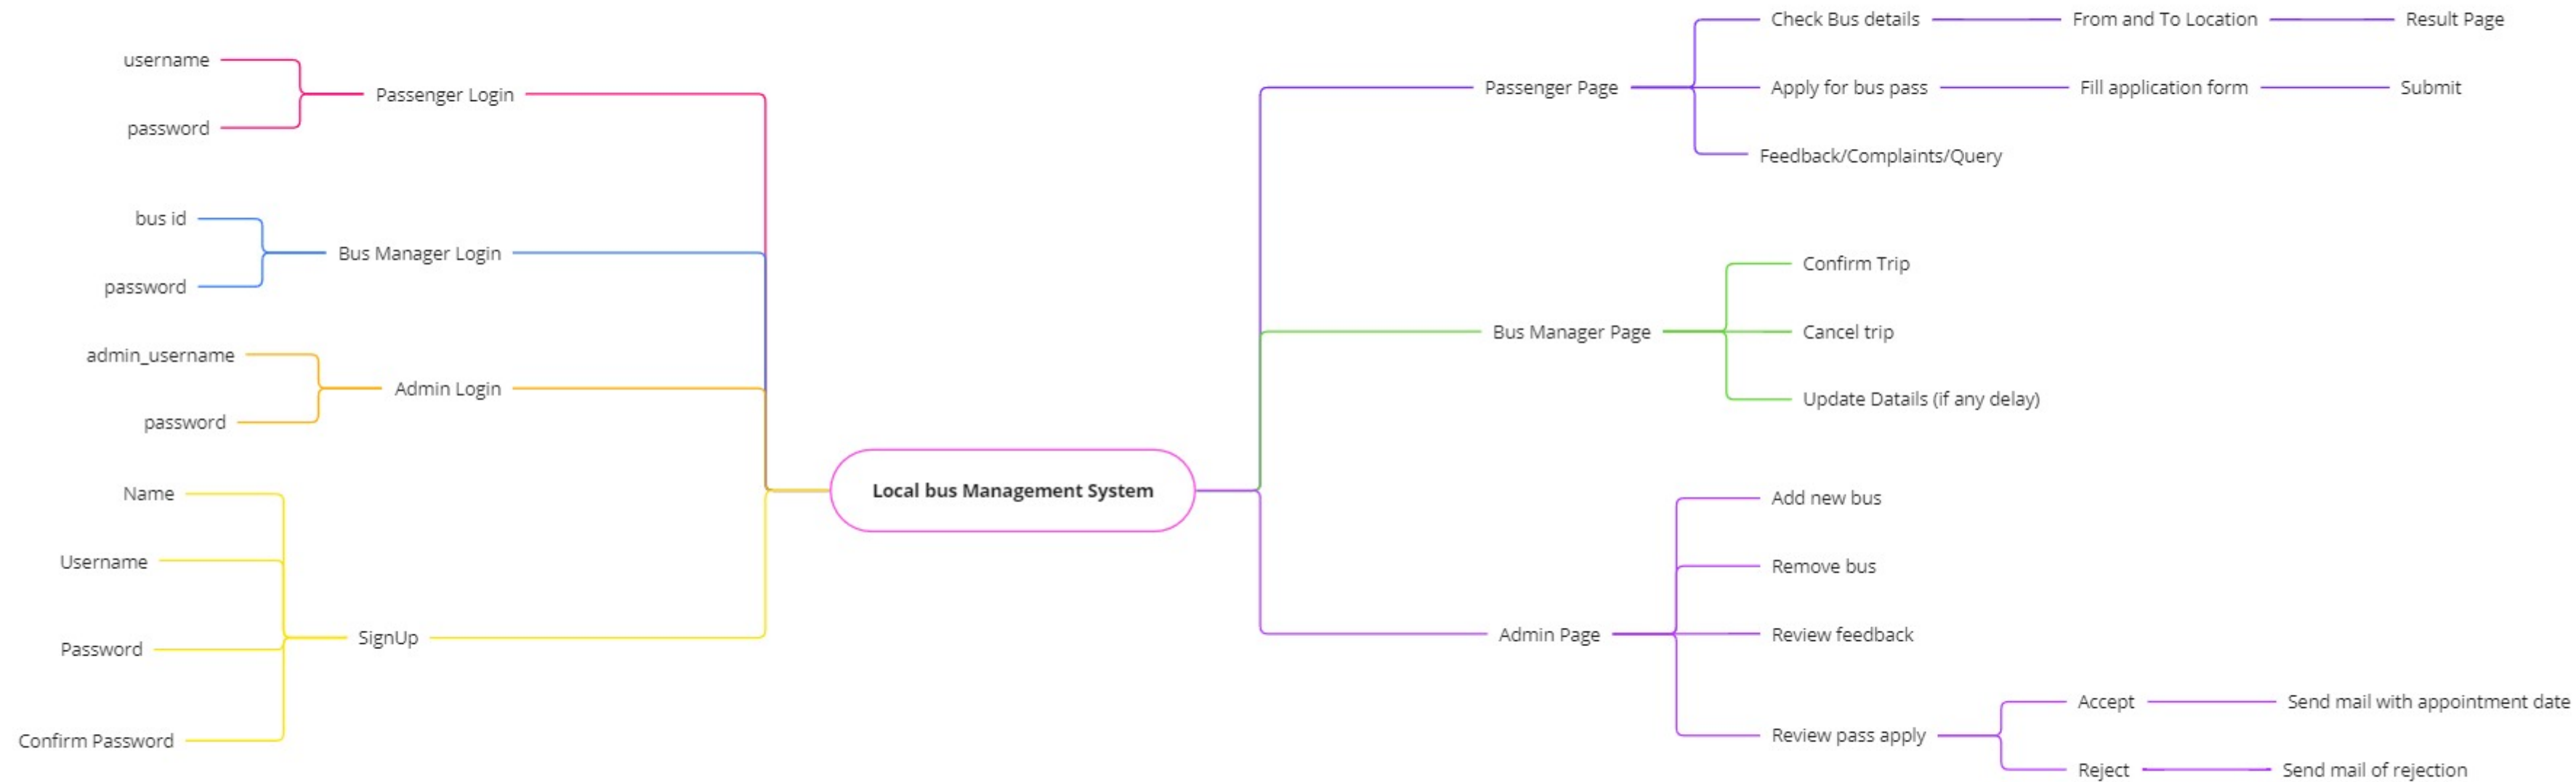 username
Passenger Login
password
bus id
Bus Manager Login
password
admin_username
Admin Login
password
Name
Username
SignUp
Password
Confirm Password
Local bus Management System
Passenger Page
Check Bus details
From and To Location
Result Page
Apply for bus pass
Fill application form
Submit
Feedback/Complaints/Query
Bus Manager Page
Confirm Trip
Cancel trip
Update Datails (if any delay)
Admin Page
Add new bus
Remove bus
Review feedback
Review pass apply
Accept
Send mail with appointment date
Reject
Send mail of rejection